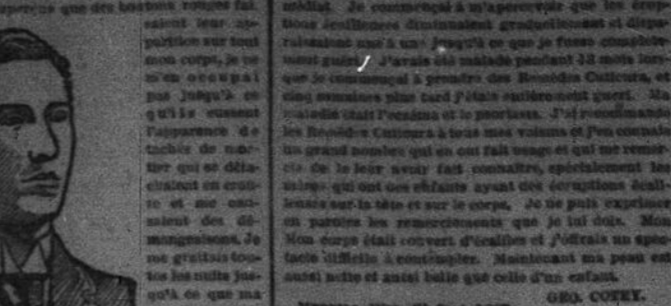 aperçus que des boutons rouges fai
saient leur ap-
parition sur tout
mon corps, je ne
m'en occupai
pas jusqu'à ce
qu'ils eussent
l'apparence de
taches de mor-
tier qui se déta-
chaient en croû-
te et me
naient des dé-
mangeaisons. Je
me grattais tou-
tes les nuits jus-
qu'à ce que ma
médiat. Je commençai à m'apercevoir que les érup
tions écailleuses diminuaient graduellement et dispa-
raissaient une à une jusqu'à ce que je fusse complète-
ment guéri. J'avais été malade pendant 13 mois lors-
que je commençai à prendre des Remèdes Cuticura, et
cinq semaines plus tard j'étais entièrement guéri. Ma
maladie était l'eczéma et le psoriasis. J'ai recommandé
les Remèdes Cuticura à tous mes voisins et j'en connais
un grand nombre qui en ont fait usage et qui me remer-
cie de le leur avoir fait connaître, spécialement les
mères qui ont des enfants ayant des éruptions écail-
leuses sur la tête et sur le corps. Je ne puis exprimer
en paroles les remerciements que je lui dois. Mon
Mon corps était couvert d'écailles et j'offrais un spec-
tacle difficile à contempler. Maintenant ma peau est
aussi nette et aussi belle que celle d'un enfant.
GEO. COTEY.